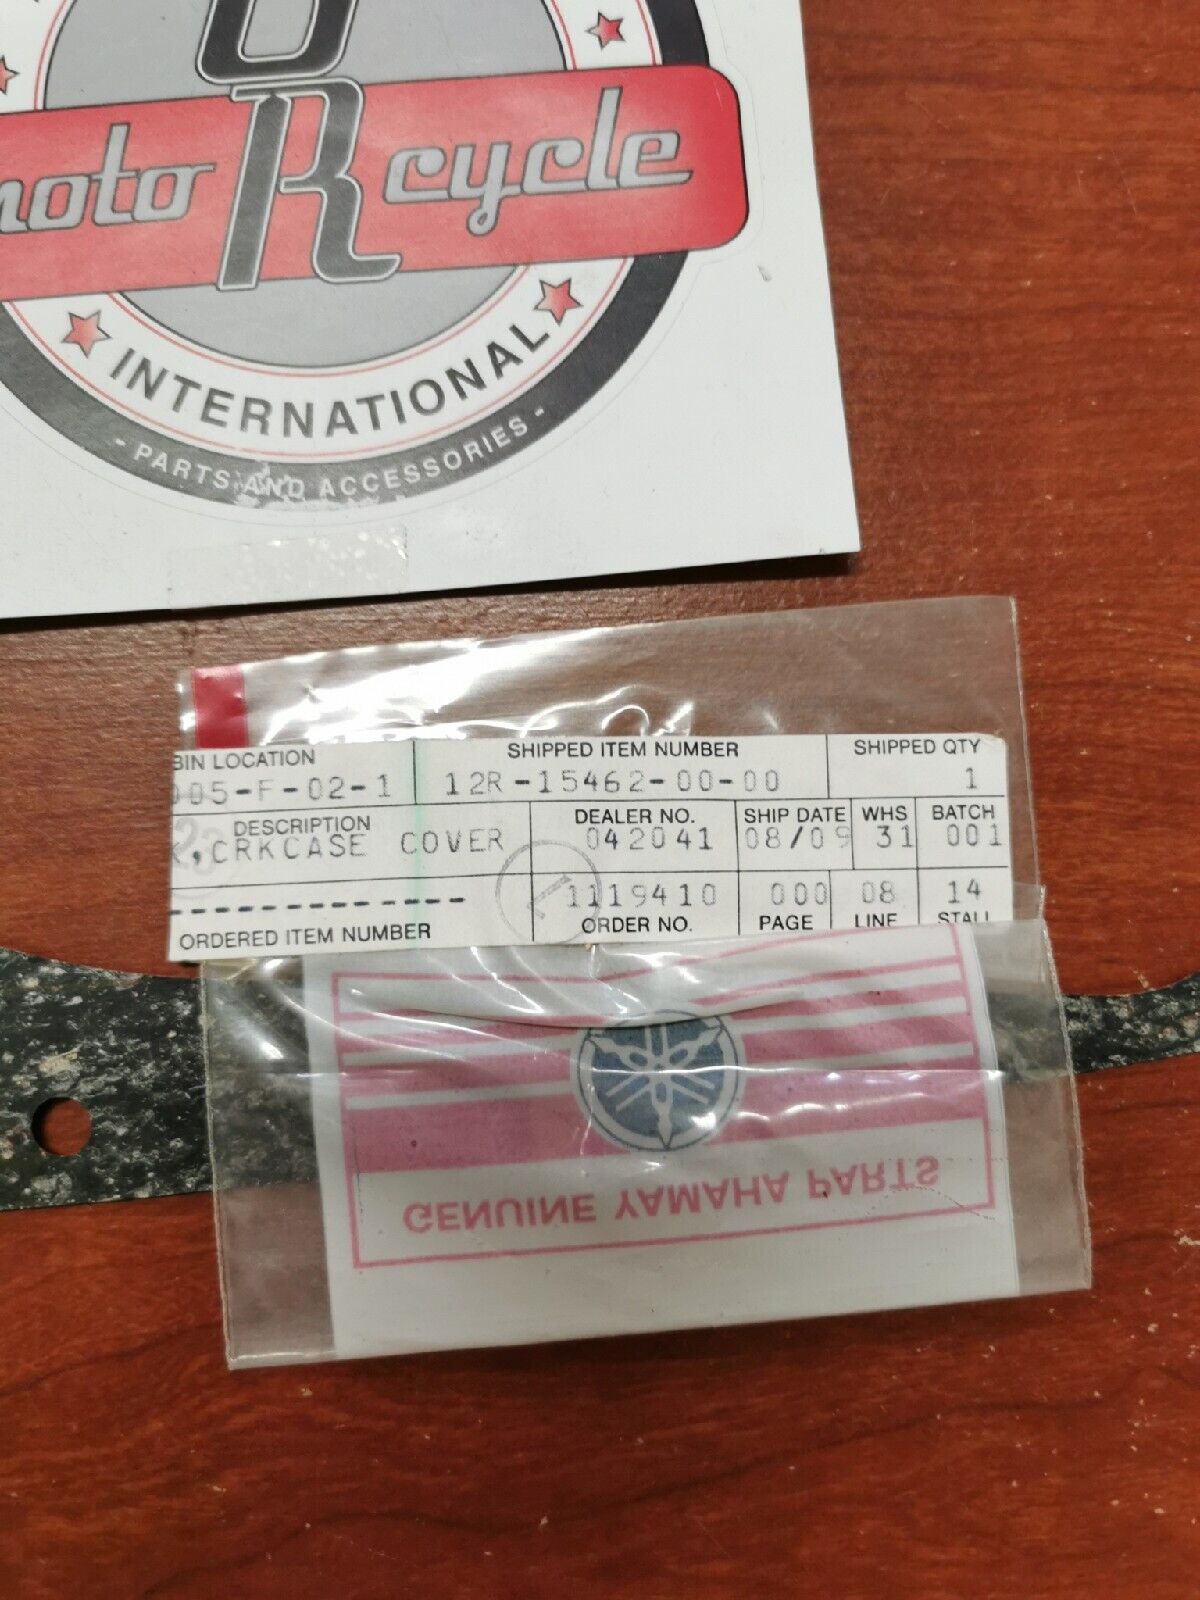 R
cycle
INTERNATIONAL
- PARTS AND ACCESSORIES -
BIN LOCATION
SHIPPED ITEM NUMBER
SHIPPED QTY
005-F-02-1
12R-15462-00-00
1
DESCRIPTION
DEALER NO.
SHIP DATE
WHS
BATCH
,CRKCASE COVER
042041
08/09
31
001
------------
1119410
000
08
14
ORDERED ITEM NUMBER
ORDER NO.
PAGE
LINE
STALL
GENUINE YAMAHA PARTS